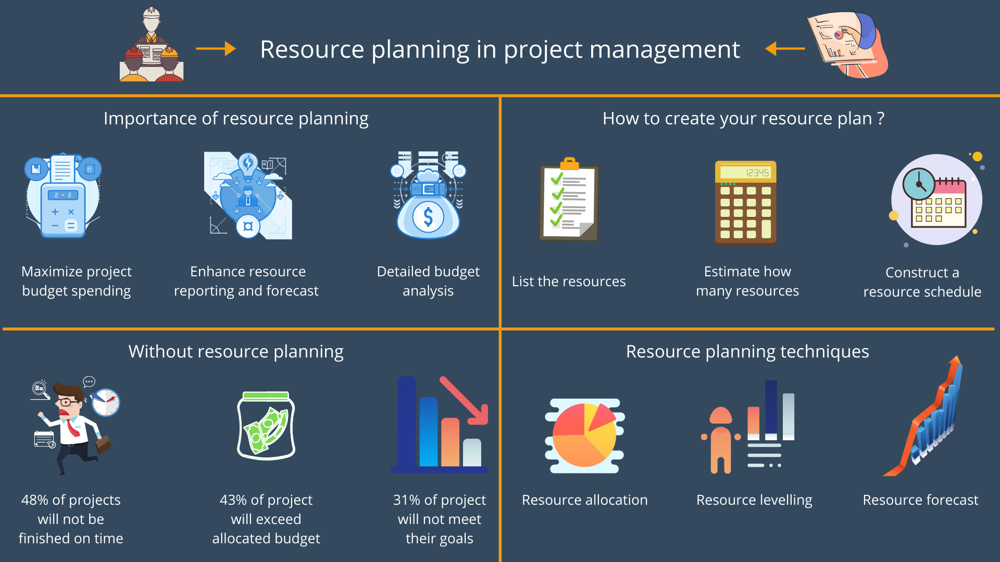 Resource planning in project management
Importance of resource planning
2 + 2
$
Maximize project
budget spending
Enhance resource
reporting and forecast
Detailed budget
analysis
How to create your resource plan ?
12345
List the resources
Estimate how
many resources
Construct a
resource schedule
Without resource planning
48% of projects
will not be
finished on time
43% of project
will exceed
allocated budget
31% of project
will not meet
their goals
Resource planning techniques
Resource allocation
Resource levelling
Resource forecast